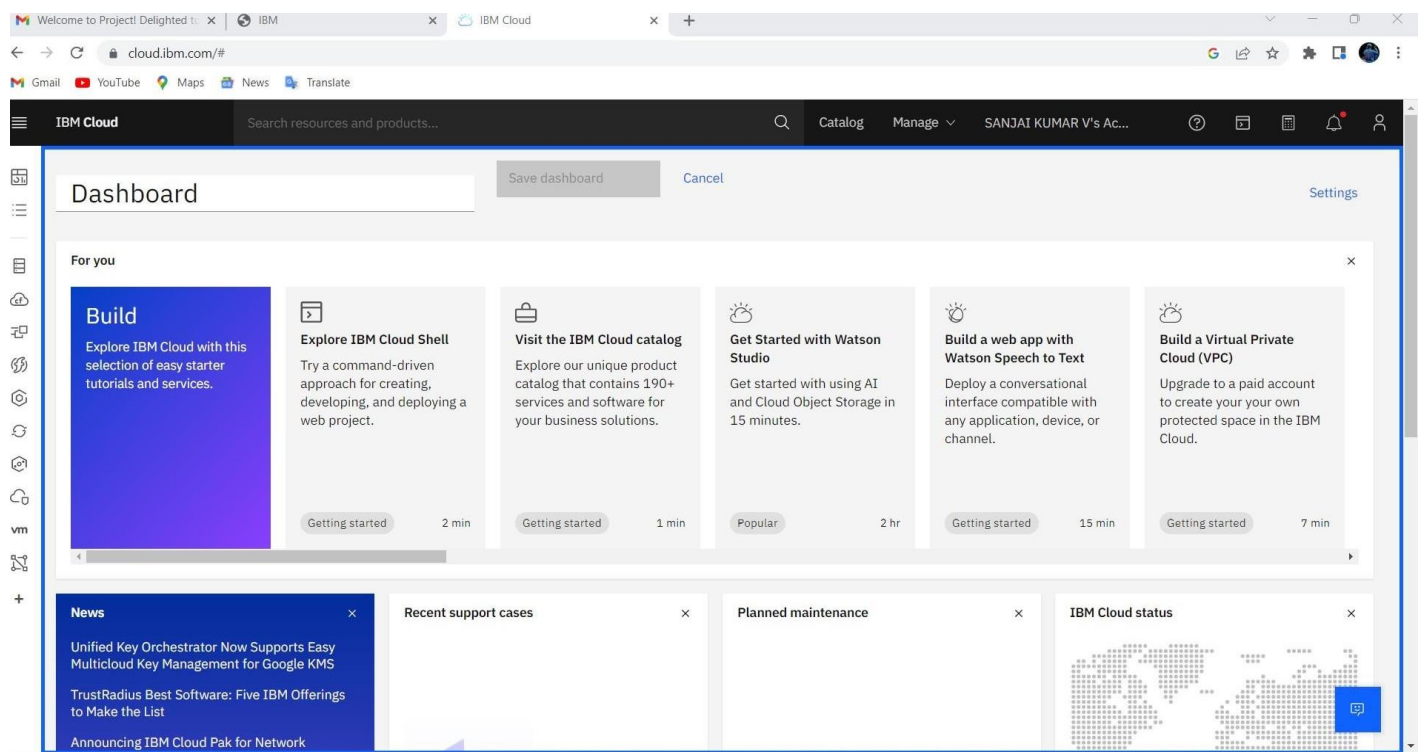 Welcome to Project! Delighted to
IBM
IBM Cloud
cloud.ibm.com/#
Gmail
YouTube
Maps
News
Translate
IBM Cloud
Search resources and products...
Catalog
Manage
SANJAI KUMAR V's Ac...
Dashboard
Save dashboard
Cancel
Settings
For you
Build
Explore IBM Cloud with this
selection of easy starter
tutorials and services.
Explore IBM Cloud Shell
Try a command-driven
approach for creating,
developing, and deploying a
web project.
Getting started
2 min
Visit the IBM Cloud catalog
Explore our unique product
catalog that contains 190+
services and software for
your business solutions.
Getting started
1 min
Get Started with Watson
Studio
Get started with using AI
and Cloud Object Storage in
15 minutes.
Popular
2 hr
Build a web app with
Watson Speech to Text
Deploy a conversational
interface compatible with
any application, device, or
channel.
Getting started
15 min
Build a Virtual Private
Cloud (VPC)
Upgrade to a paid account
to create your your own
protected space in the IBM
Cloud.
Getting started
7 min
cf
vm
News
Unified Key Orchestrator Now Supports Easy
Multicloud Key Management for Google KMS
TrustRadius Best Software: Five IBM Offerings
to Make the List
Announcing IBM Cloud Pak for Network
Recent support cases
Planned maintenance
IBM Cloud status